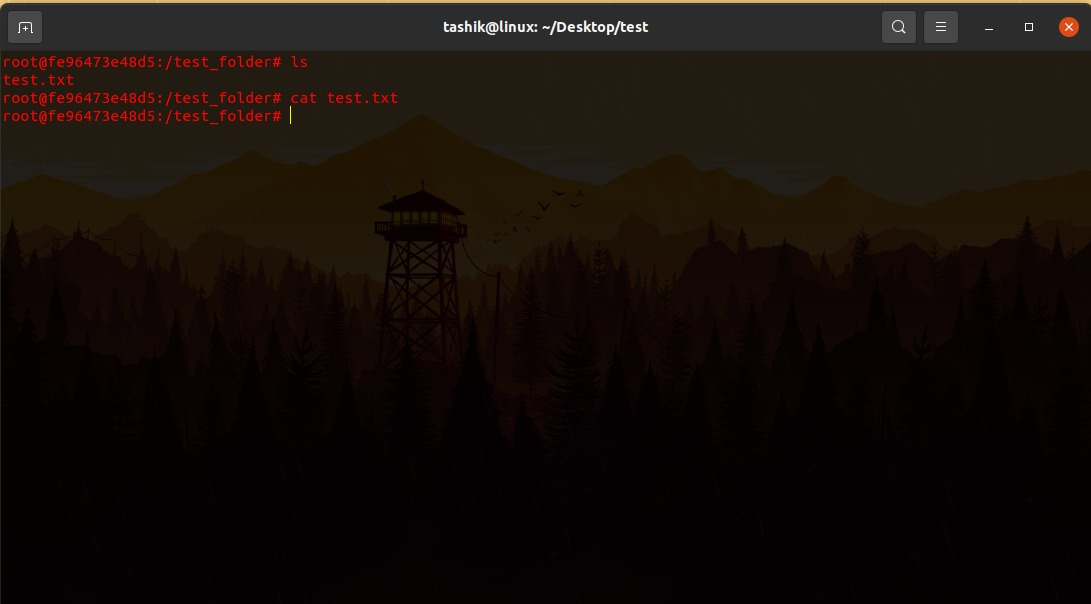 tashik@linux: ~/Desktop/test
root@fe96473e48d5:/test_folder# ls
test.txt
root@fe96473e48d5:/test_folder# cat test.txt
root@fe96473e48d5:/test_folder#